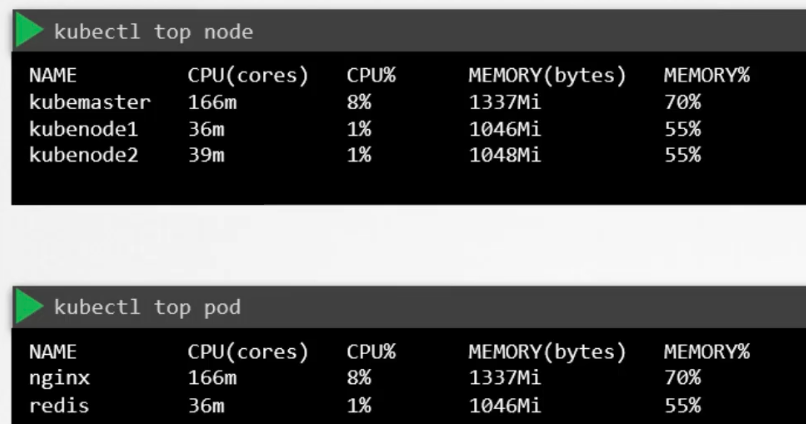 kubectl top node
NAME CPU(cores) CPU% MEMORY(bytes) MEMORY%
kubemaster 166m 8% 1337Mi 70%
kubenode1 36m 1% 1046Mi 55%
kubenode2 39m 1% 1048Mi 55%
kubectl top pod
NAME CPU(cores) CPU% MEMORY(bytes) MEMORY%
nginx 166m 8% 1337Mi 70%
redis 36m 1% 1046Mi 55%